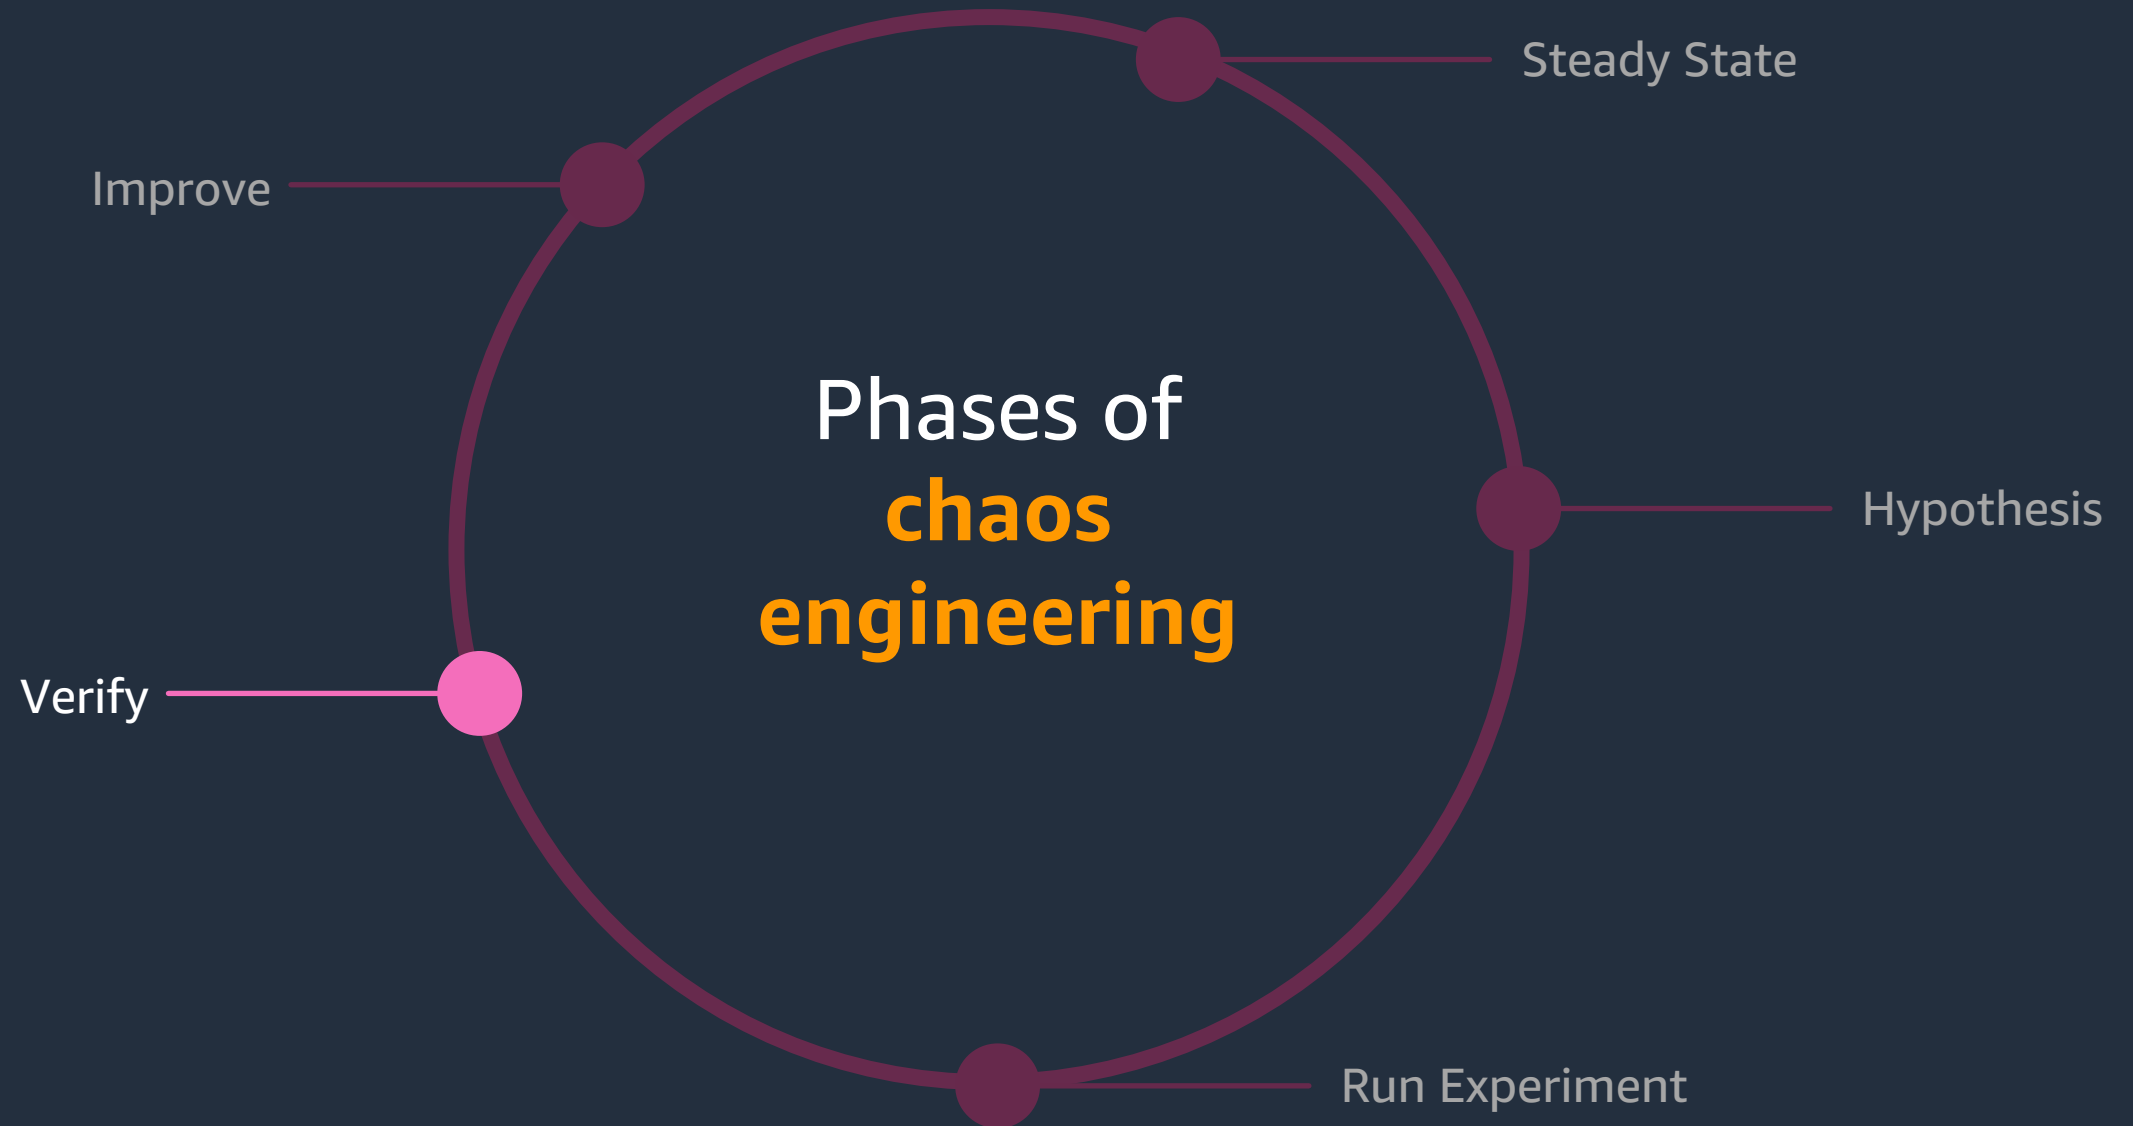 Steady State
Improve
Phases of
chaos
engineering
Hypothesis
Verify
Run Experiment